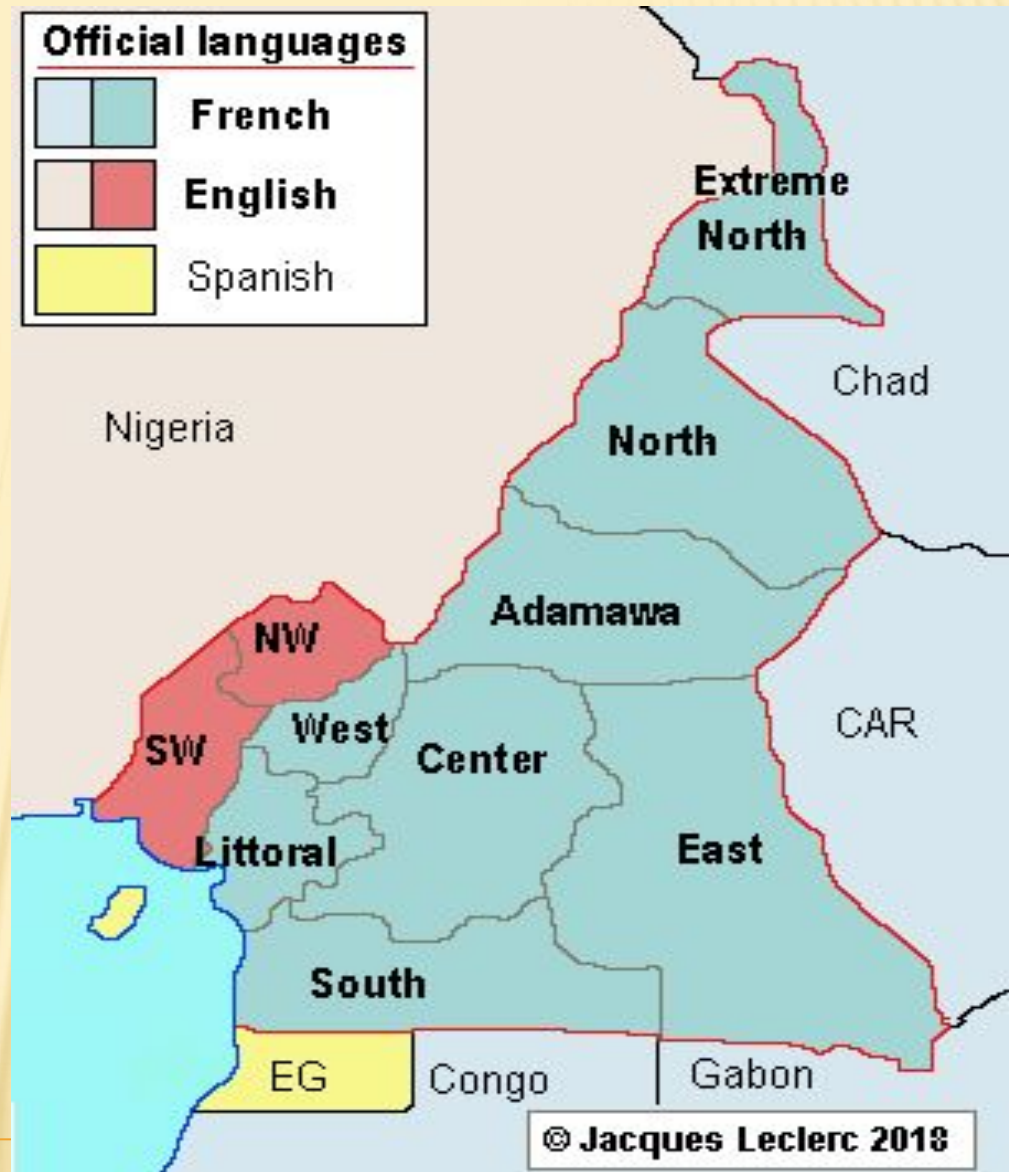 Official languages
French
English
Spanish
Extreme
North
Chad
Nigeria
North
Adamawa
NW
West
SW
Center
CAR
Littoral
East
South
EG
Congo
Gabon
© Jacques Leclerc 2018